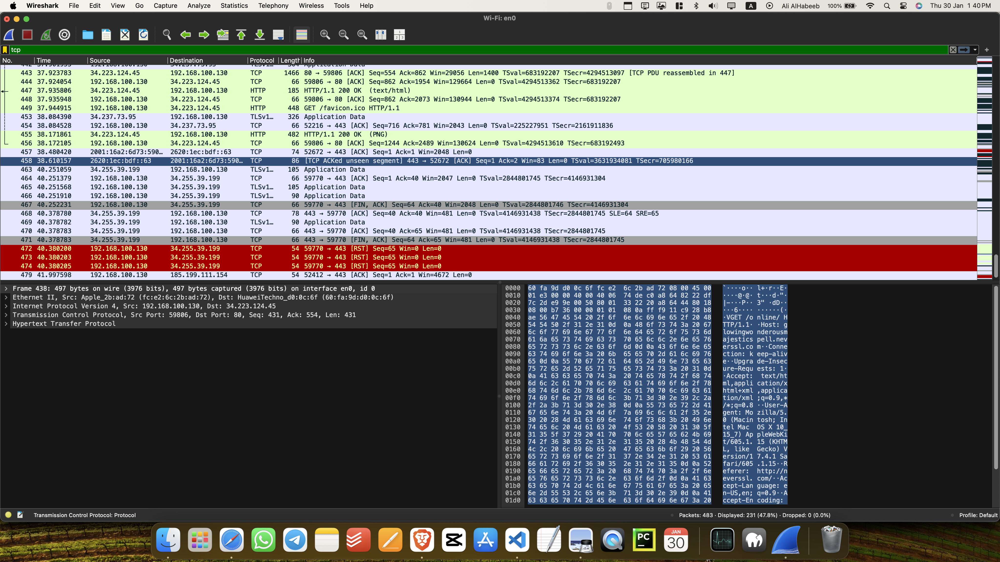 Wireshark File Edit View Go Capture Analyze Statistics Telephony Wireless Tools Help A Ali AlHabeeb 100% Thu 30 Jan 1 40 PM
Wi-Fi: en0
tcp
No. Time Source Destination Protocol Length Info
443 37.923783 34.223.124.45 192.168.100.130 TCP 1466 80 → 59806 [ACK] Seq=554 Ack=862 Win=29056 Len=1400 TSval=683192207 TSecr=4294513097 [TCP PDU reassembled in 447]
444 37.924054 192.168.100.130 34.223.124.45 TCP 66 59806 → 80 [ACK] Seq=862 Ack=1954 Win=129664 Len=0 TSval=4294513362 TSecr=683192207
447 37.935806 34.223.124.45 192.168.100.130 HTTP 185 HTTP/1.1 200 OK (text/html)
448 37.935948 192.168.100.130 34.223.124.45 TCP 66 59806 → 80 [ACK] Seq=862 Ack=2073 Win=130944 Len=0 TSval=4294513374 TSecr=683192207
449 37.944915 192.168.100.130 34.223.124.45 HTTP 448 GET /favicon.ico HTTP/1.1
453 38.084390 34.237.73.95 192.168.100.130 TLSv1… 326 Application Data
454 38.084528 192.168.100.130 34.237.73.95 TCP 66 52216 → 443 [ACK] Seq=716 Ack=781 Win=2043 Len=0 TSval=225227951 TSecr=2161911836
455 38.171861 34.223.124.45 192.168.100.130 HTTP 482 HTTP/1.1 200 OK (PNG)
456 38.172105 192.168.100.130 34.223.124.45 TCP 66 59806 → 80 [ACK] Seq=1244 Ack=2489 Win=130624 Len=0 TSval=4294513610 TSecr=683192493
457 38.480420 2001:16a2:6d73:590… 2620:1ec:bdf::63 TCP 74 52672 → 443 [ACK] Seq=1 Ack=1 Win=2048 Len=0
458 38.610157 2620:1ec:bdf::63 2001:16a2:6d73:590… TCP 86 [TCP ACKed unseen segment] 443 → 52672 [ACK] Seq=1 Ack=2 Win=83 Len=0 TSval=3631934081 TSecr=705980166
463 40.251059 34.255.39.199 192.168.100.130 TLSv1… 105 Application Data
464 40.251379 192.168.100.130 34.255.39.199 TCP 66 59770 → 443 [ACK] Seq=1 Ack=40 Win=2047 Len=0 TSval=2844801745 TSecr=4146931304
465 40.251568 192.168.100.130 34.255.39.199 TLSv1… 105 Application Data
466 40.251910 192.168.100.130 34.255.39.199 TLSv1… 90 Application Data
467 40.252231 192.168.100.130 34.255.39.199 TCP 66 59770 → 443 [FIN, ACK] Seq=64 Ack=40 Win=2048 Len=0 TSval=2844801746 TSecr=4146931304
468 40.378780 34.255.39.199 192.168.100.130 TCP 78 443 → 59770 [ACK] Seq=40 Ack=40 Win=481 Len=0 TSval=4146931438 TSecr=2844801745 SLE=64 SRE=65
469 40.378782 34.255.39.199 192.168.100.130 TLSv1… 90 Application Data
470 40.378783 34.255.39.199 192.168.100.130 TCP 66 443 → 59770 [ACK] Seq=40 Ack=65 Win=481 Len=0 TSval=4146931438 TSecr=2844801745
471 40.378783 34.255.39.199 192.168.100.130 TCP 66 443 → 59770 [FIN, ACK] Seq=64 Ack=65 Win=481 Len=0 TSval=4146931438 TSecr=2844801745
472 40.380200 192.168.100.130 34.255.39.199 TCP 54 59770 → 443 [RST] Seq=65 Win=0 Len=0
473 40.380203 192.168.100.130 34.255.39.199 TCP 54 59770 → 443 [RST] Seq=65 Win=0 Len=0
474 40.380205 192.168.100.130 34.255.39.199 TCP 54 59770 → 443 [RST] Seq=65 Win=0 Len=0
479 41.997598 192.168.100.130 185.199.111.154 TCP 54 52412 → 443 [ACK] Seq=1 Ack=1 Win=4672 Len=0
Frame 438: 497 bytes on wire (3976 bits), 497 bytes captured (3976 bits) on interface en0, id 0
Ethernet II, Src: Apple_2b:ad:72 (fc:e2:6c:2b:ad:72), Dst: HuaweiTechno_d0:0c:6f (60:fa:9d:d0:0c:6f)
Internet Protocol Version 4, Src: 192.168.100.130, Dst: 34.223.124.45
Transmission Control Protocol, Src Port: 59806, Dst Port: 80, Seq: 431, Ack: 554, Len: 431
Hypertext Transfer Protocol
0000 60 fa 9d d0 0c 6f fc e2 6c 2b ad 72 08 00 45 00 `····o·· l+·r··E·
0010 01 e3 00 00 40 00 40 06 74 de c0 a8 64 82 22 df ····@·@· t···d·"·
0020 7c 2d e9 9e 00 50 80 01 33 22 20 a8 64 44 80 18 |-···P·· 3" ·dD··
0030 08 00 b7 36 00 00 01 01 08 0a ff f9 11 c9 28 b8 ···6···· ······(·
0040 ae 56 47 45 54 20 2f 6f 6e 6c 69 6e 65 2f 20 48 ·VGET /o nline/ H
0050 54 54 50 2f 31 2e 31 0d 0a 48 6f 73 74 3a 20 67 TTP/1.1· ·Host: g
0060 6c 6f 77 69 6e 67 77 6f 6e 64 65 72 6f 75 73 6d lowingwo nderousm
0070 61 6a 65 73 74 69 63 73 70 65 6c 6c 2e 6e 65 76 ajestics pell.nev
0080 65 72 73 73 6c 2e 63 6f 6d 0d 0a 43 6f 6e 6e 65 erssl.co m··Conne
0090 63 74 69 6f 6e 3a 20 6b 65 65 70 2d 61 6c 69 76 ction: k eep-aliv
00a0 65 0d 0a 55 70 67 72 61 64 65 2d 49 6e 73 65 63 e··Upgra de-Insec
00b0 75 72 65 2d 52 65 71 75 65 73 74 73 3a 20 31 0d ure-Requ ests: 1·
00c0 0a 41 63 63 65 70 74 3a 20 74 65 78 74 2f 68 74 ·Accept: text/ht
00d0 6d 6c 2c 61 70 70 6c 69 63 61 74 69 6f 6e 2f 78 ml,appli cation/x
00e0 68 74 6d 6c 2b 78 6d 6c 2c 61 70 70 6c 69 63 61 html+xml ,applica
00f0 74 69 6f 6e 2f 78 6d 6c 3b 71 3d 30 2e 39 2c 2a tion/xml ;q=0.9,*
0100 2f 2a 3b 71 3d 30 2e 38 0d 0a 55 73 65 72 2d 41 /*;q=0.8 ··User-A
0110 67 65 6e 74 3a 20 4d 6f 7a 69 6c 6c 61 2f 35 2e gent: Mo zilla/5.
0120 30 20 28 4d 61 63 69 6e 74 6f 73 68 3b 20 49 6e 0 (Macin tosh; In
0130 74 65 6c 20 4d 61 63 20 4f 53 20 58 20 31 30 5f tel Mac OS X 10_
0140 31 35 5f 37 29 20 41 70 70 6c 65 57 65 62 4b 69 15_7) Ap pleWebKi
0150 74 2f 36 30 35 2e 31 2e 31 35 20 28 4b 48 54 4d t/605.1. 15 (KHTM
0160 4c 2c 20 6c 69 6b 65 20 47 65 63 6b 6f 29 20 56 L, like Gecko) V
0170 65 72 73 69 6f 6e 2f 31 37 2e 34 2e 31 20 53 61 ersion/1 7.4.1 Sa
0180 66 61 72 69 2f 36 30 35 2e 31 2e 31 35 0d 0a 52 fari/605 .1.15··R
0190 65 66 65 72 65 72 3a 20 68 74 74 70 3a 2f 2f 6e eferer: http://n
01a0 65 76 65 72 73 73 6c 2e 63 6f 6d 2f 0d 0a 41 63 everssl. com/··Ac
01b0 63 65 70 74 2d 4c 61 6e 67 75 61 67 65 3a 20 65 cept-Lan guage: e
01c0 6e 2d 55 53 2c 65 6e 3b 71 3d 30 2e 39 0d 0a 41 n-US,en; q=0.9··A
01d0 63 63 65 70 74 2d 45 6e 63 6f 64 69 6e 67 3a 20 ccept-En coding:
Transmission Control Protocol: Protocol Packets: 483 · Displayed: 231 (47.8%) · Dropped: 0 (0.0%) Profile: Default
PC
JAN
30